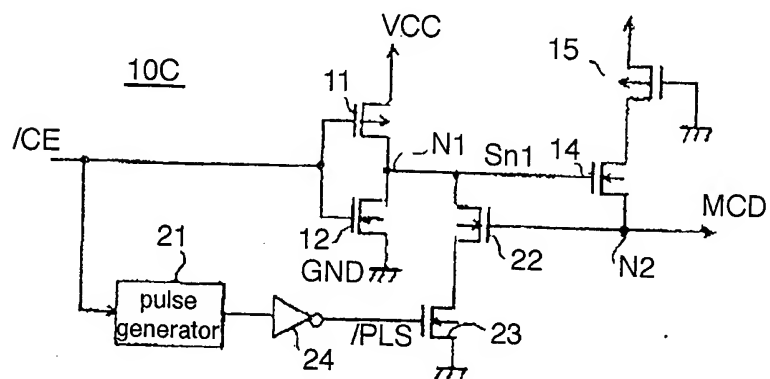 VCC
10C
11
15
/CE
N1
Sn1
14
MCD
12
22
N2
21
GND
pulse
generator
24
/PLS
23